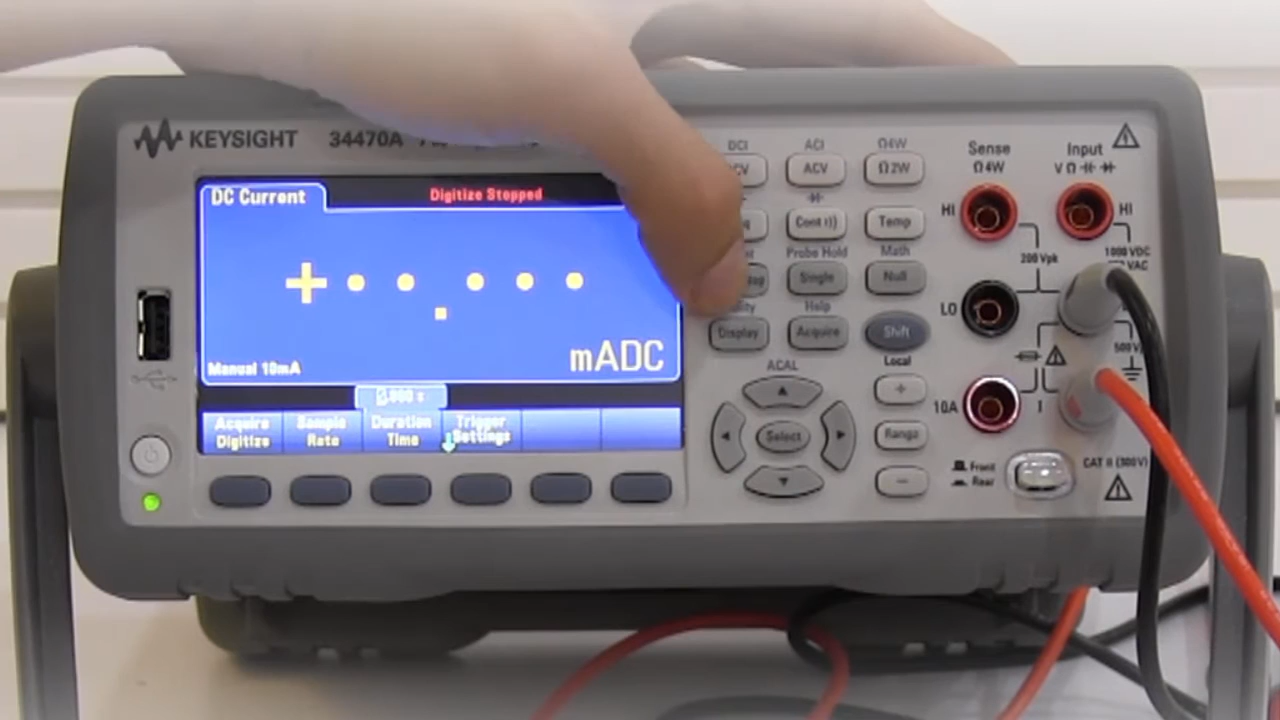 KEYSIGHT 34470A
DC Current
Digitize Stopped
mADC
Manual 10mA
Acquire
Digitize
Sample
Rate
Duration
Time
Trigger
Settings
DCI
ACI
Ω4W
ACV
Ω2W
Cont
Temp
Probe Hold
Math
Single
Null
Help
Display
Acquire
Shift
Local
ACAL
Select
+
Range
−
Sense
Ω4W
Input
V Ω
HI
HI
200 Vpk
1000 VDC
VAC
LO
10A
I
Front
Rear
CAT II (300V)